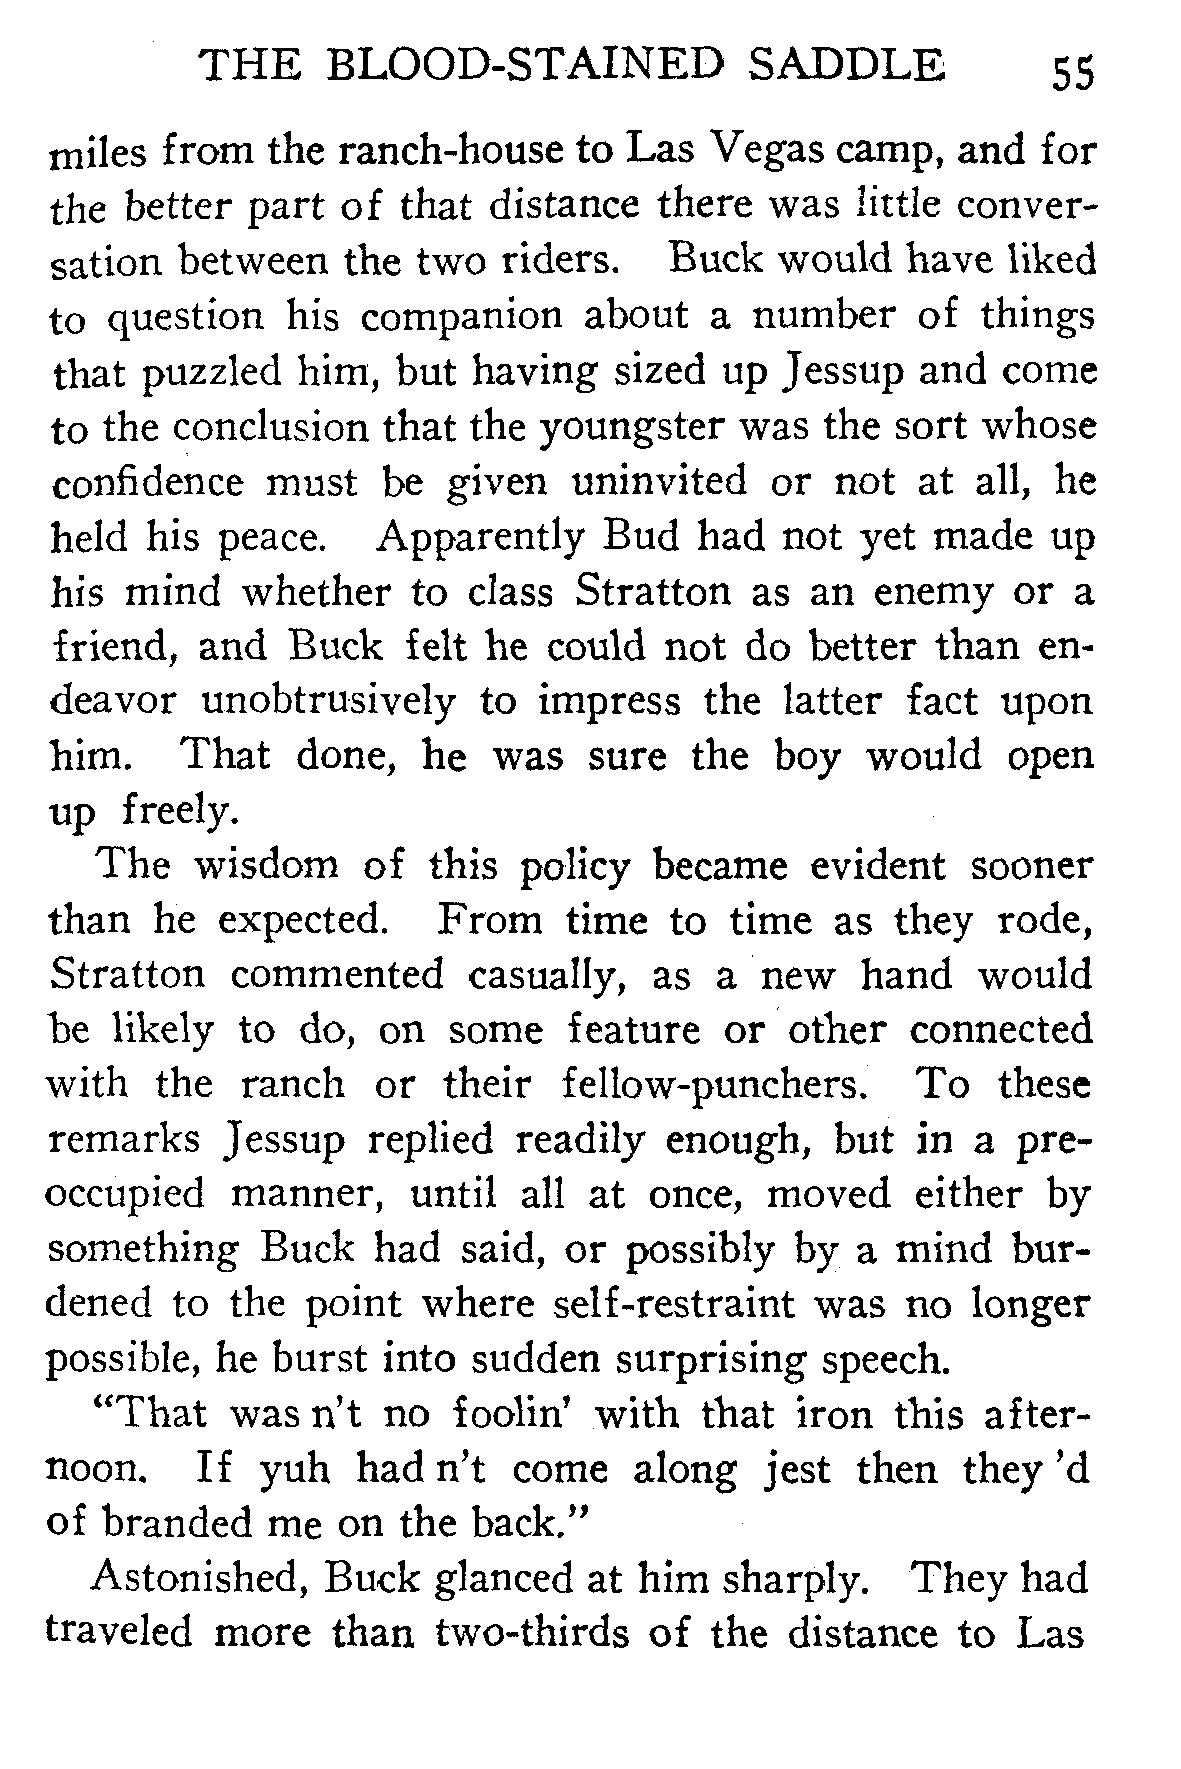 THE BLOOD-STAINED SADDLE 55
miles from the ranch-house to Las Vegas camp, and for
the better part of that distance there was little conver-
sation between the two riders. Buck would have liked
to question his companion about a number of things
that puzzled him, but having sized up Jessup and come
to the conclusion that the youngster was the sort whose
confidence must be given uninvited or not at all, he
held his peace. Apparently Bud had not yet made up
his mind whether to class Stratton as an enemy or a
friend, and Buck felt he could not do better than en-
deavor unobtrusively to impress the latter fact upon
him. That done, he was sure the boy would open
up freely.
The wisdom of this policy became evident sooner
than he expected. From time to time as they rode,
Stratton commented casually, as a new hand would
be likely to do, on some feature or other connected
with the ranch or their fellow-punchers. To these
remarks Jessup replied readily enough, but in a pre-
occupied manner, until all at once, moved either by
something Buck had said, or possibly by a mind bur-
dened to the point where self-restraint was no longer
possible, he burst into sudden surprising speech.
“That was n’t no foolin’ with that iron this after-
noon. If yuh had n’t come along jest then they ’d
of branded me on the back.”
Astonished, Buck glanced at him sharply. They had
traveled more than two-thirds of the distance to Las